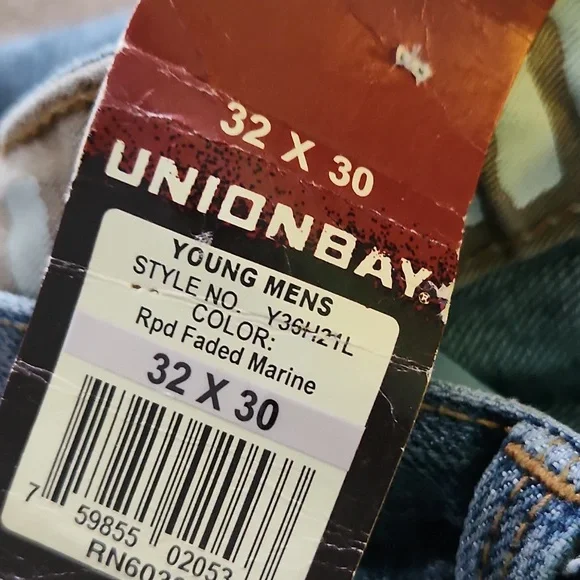 32 X 30
UNIONBAY®
YOUNG MENS
STYLE NO. Y36H21L
COLOR:
Rpd Faded Marine
32 X 30
7 59855 02053